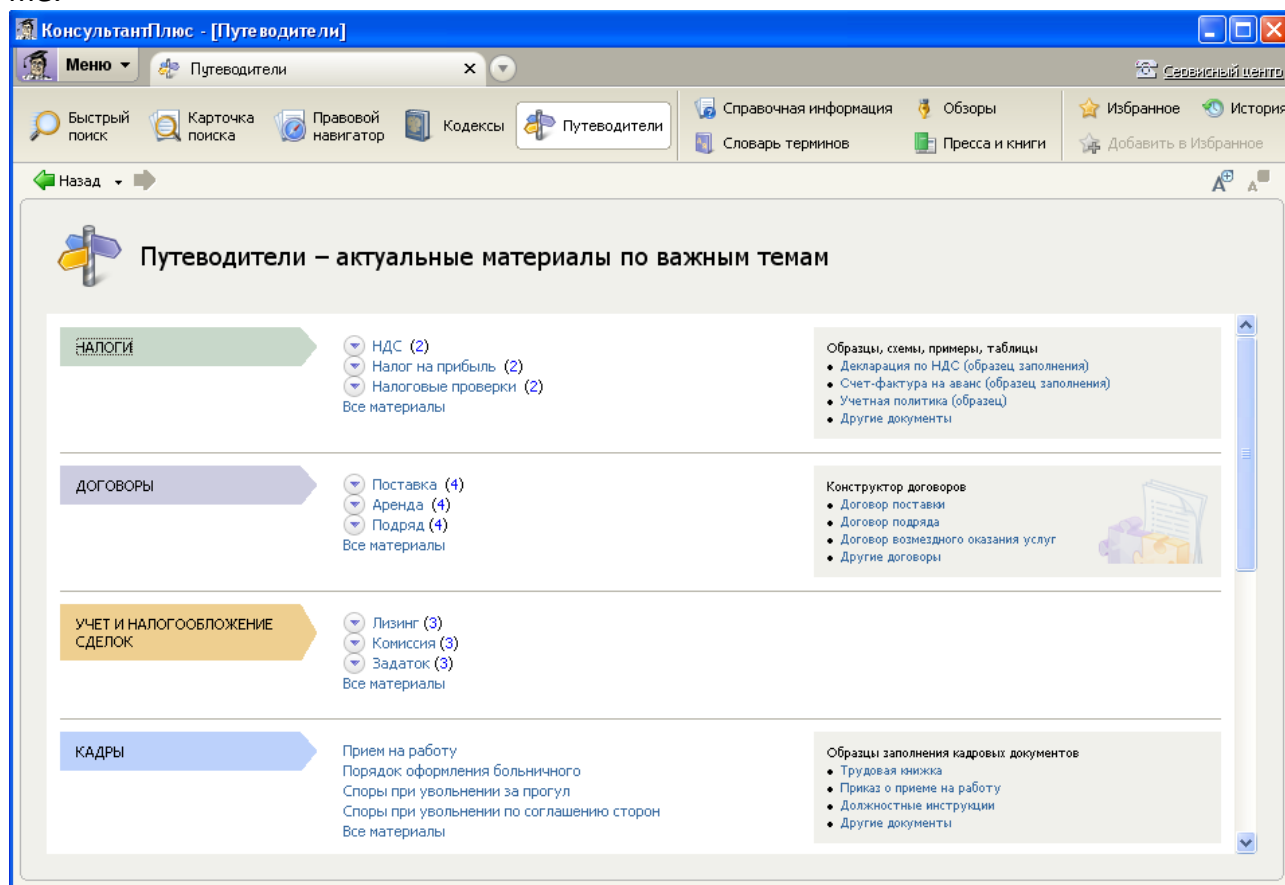 КонсультантПлюс - [Путеводители]
Меню
Путеводители
Сервисный центр
Быстрый поиск
Карточка поиска
Правовой навигатор
Кодексы
Путеводители
Справочная информация
Обзоры
Избранное
История
Словарь терминов
Пресса и книги
Добавить в Избранное
Назад
Путеводители – актуальные материалы по важным темам
НАЛОГИ
НДС (2)
Налог на прибыль (2)
Налоговые проверки (2)
Все материалы
Образцы, схемы, примеры, таблицы
• Декларация по НДС (образец заполнения)
• Счет-фактура на аванс (образец заполнения)
• Учетная политика (образец)
• Другие документы
ДОГОВОРЫ
Поставка (4)
Аренда (4)
Подряд (4)
Все материалы
Конструктор договоров
• Договор поставки
• Договор подряда
• Договор возмездного оказания услуг
• Другие договоры
УЧЕТ И НАЛОГООБЛОЖЕНИЕ
СДЕЛОК
Лизинг (3)
Комиссия (3)
Задаток (3)
Все материалы
КАДРЫ
Прием на работу
Порядок оформления больничного
Споры при увольнении за прогул
Споры при увольнении по соглашению сторон
Все материалы
Образцы заполнения кадровых документов
• Трудовая книжка
• Приказ о приеме на работу
• Должностные инструкции
• Другие документы